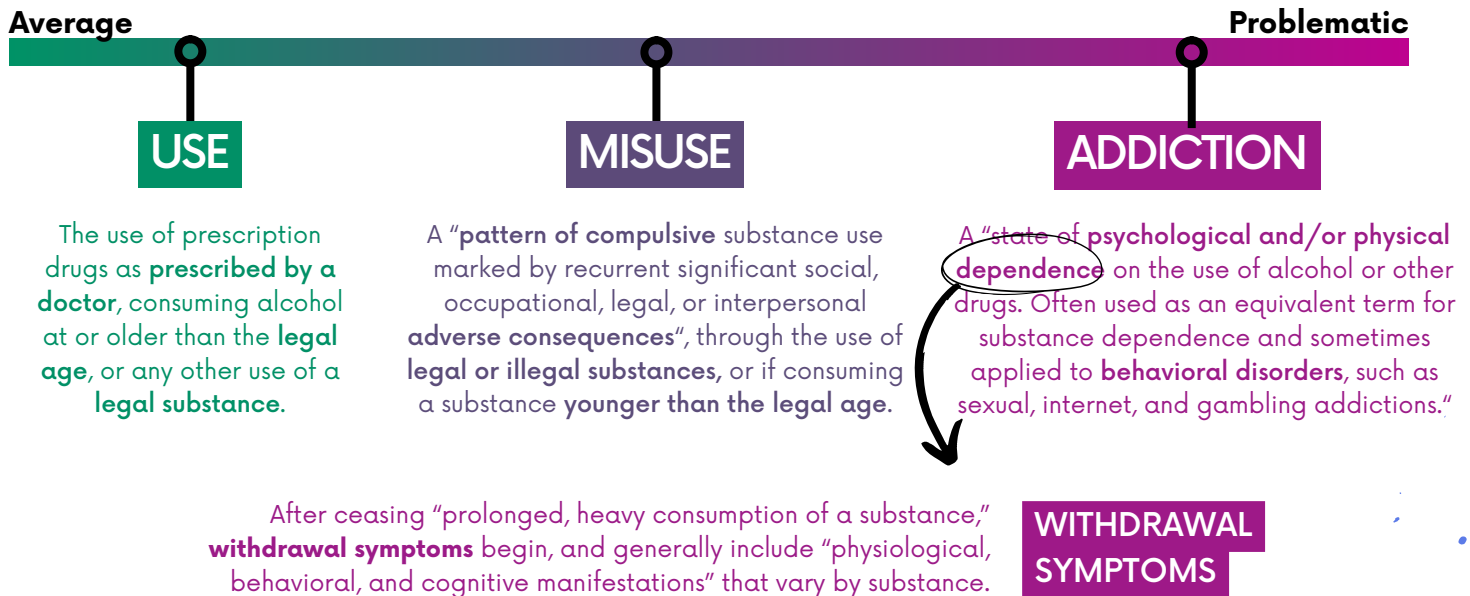 Average
Problematic
USE
The use of prescription
drugs as prescribed by a
doctor, consuming alcohol
at or older than the legal
age, or any other use of a
legal substance.
MISUSE
A “pattern of compulsive substance use
marked by recurrent significant social,
occupational, legal, or interpersonal
adverse consequences“, through the use of
legal or illegal substances, or if consuming
a substance younger than the legal age.
ADDICTION
A “state of psychological and/or physical
dependence on the use of alcohol or other
drugs. Often used as an equivalent term for
substance dependence and sometimes
applied to behavioral disorders, such as
sexual, internet, and gambling addictions.“
After ceasing “prolonged, heavy consumption of a substance,”
withdrawal symptoms begin, and generally include “physiological,
behavioral, and cognitive manifestations” that vary by substance.
WITHDRAWAL
SYMPTOMS